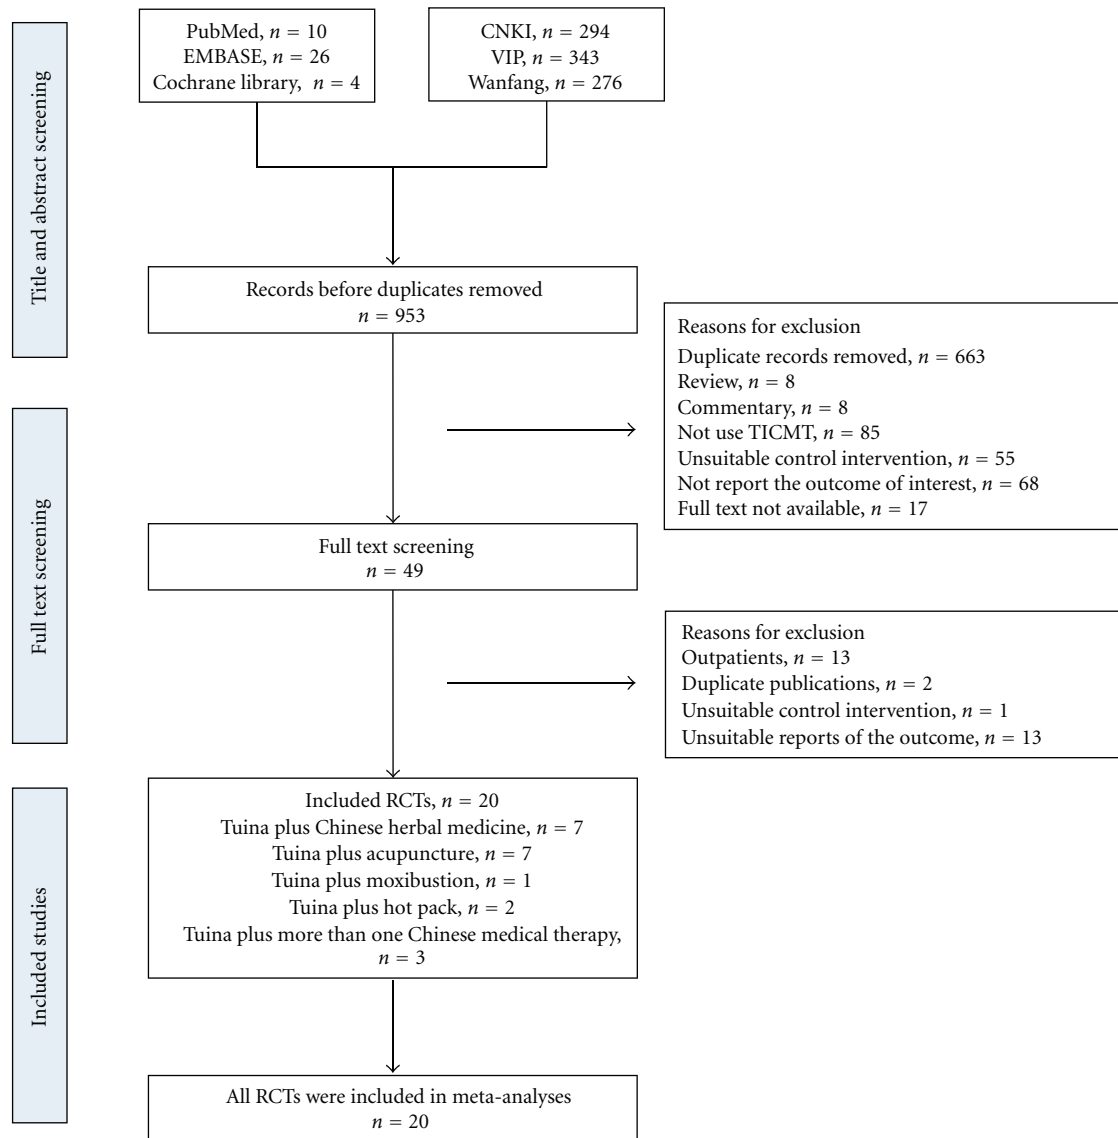 Title and abstract screening
PubMed, n = 10
EMBASE, n = 26
Cochrane library, n = 4
CNKI, n = 294
VIP, n = 343
Wanfang, n = 276
Records before duplicates removed
n = 953
Reasons for exclusion
Duplicate records removed, n = 663
Review, n = 8
Commentary, n = 8
Not use TICMT, n = 85
Unsuitable control intervention, n = 55
Not report the outcome of interest, n = 68
Full text not available, n = 17
Full text screening
Full text screening
n = 49
Reasons for exclusion
Outpatients, n = 13
Duplicate publications, n = 2
Unsuitable control intervention, n = 1
Unsuitable reports of the outcome, n = 13
Included studies
Included RCTs, n = 20
Tuina plus Chinese herbal medicine, n = 7
Tuina plus acupuncture, n = 7
Tuina plus moxibustion, n = 1
Tuina plus hot pack, n = 2
Tuina plus more than one Chinese medical therapy,
n = 3
All RCTs were included in meta-analyses
n = 20